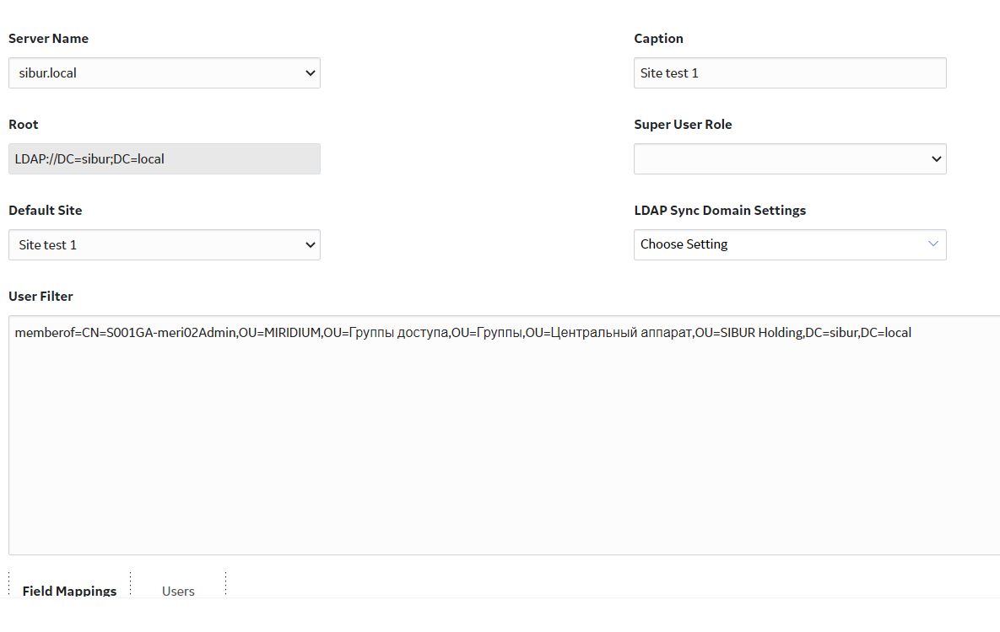 Server Name
Caption
sibur.local
Site test 1
Root
Super User Role
LDAP://DC=sibur;DC=local
Default Site
LDAP Sync Domain Settings
Site test 1
Choose Setting
User Filter
memberof=CN=S001GA-meri02Admin,OU=MIRIDIUM,OU=Группы доступа,OU=Группы,OU=Центральный аппарат,OU=SIBUR Holding,DC=sibur,DC=local
Field Mappings
Users